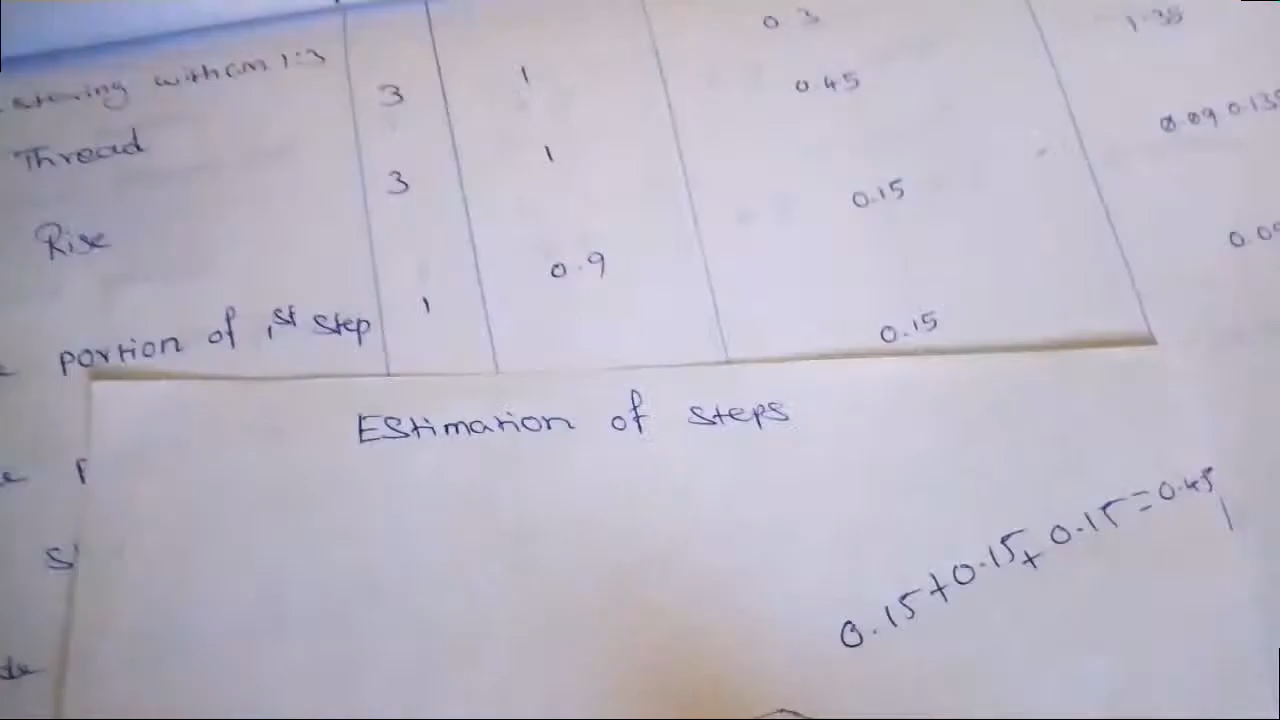 with cm 1:3
3 1 0.3 1.35
Thread 3 1 0.45 0.09 0.135
Rise 0.9 0.15
portion of 1st step 1 0.15
Estimation of steps
0.15+0.15+0.15=0.45